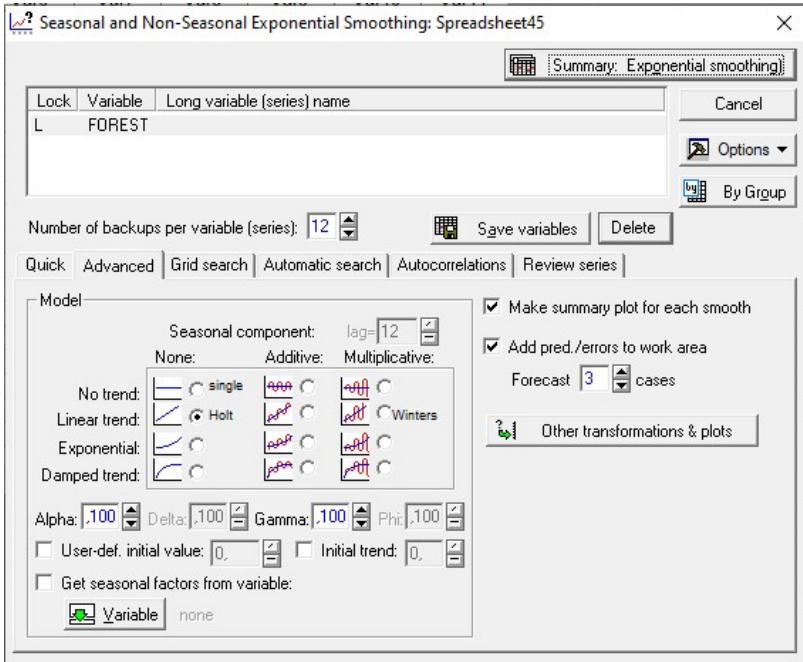 Seasonal and Non-Seasonal Exponential Smoothing: Spreadsheet45
Summary: Exponential smoothing)
Lock Variable Long variable (series) name
L FOREST
Cancel
Options
By Group
Number of backups per variable (series): 12
Save variables Delete
Quick Advanced Grid search Automatic search Autocorrelations Review series
Model
Seasonal component: lag= 12
None: Additive: Multiplicative:
No trend: single
Linear trend: Holt Winters
Exponential:
Damped trend:
Alpha: ,100 Delta: ,100 Gamma: ,100 Phi: ,100
User-def. initial value: 0, Initial trend: 0,
Get seasonal factors from variable:
Variable none
Make summary plot for each smooth
Add pred./errors to work area
Forecast 3 cases
Other transformations & plots